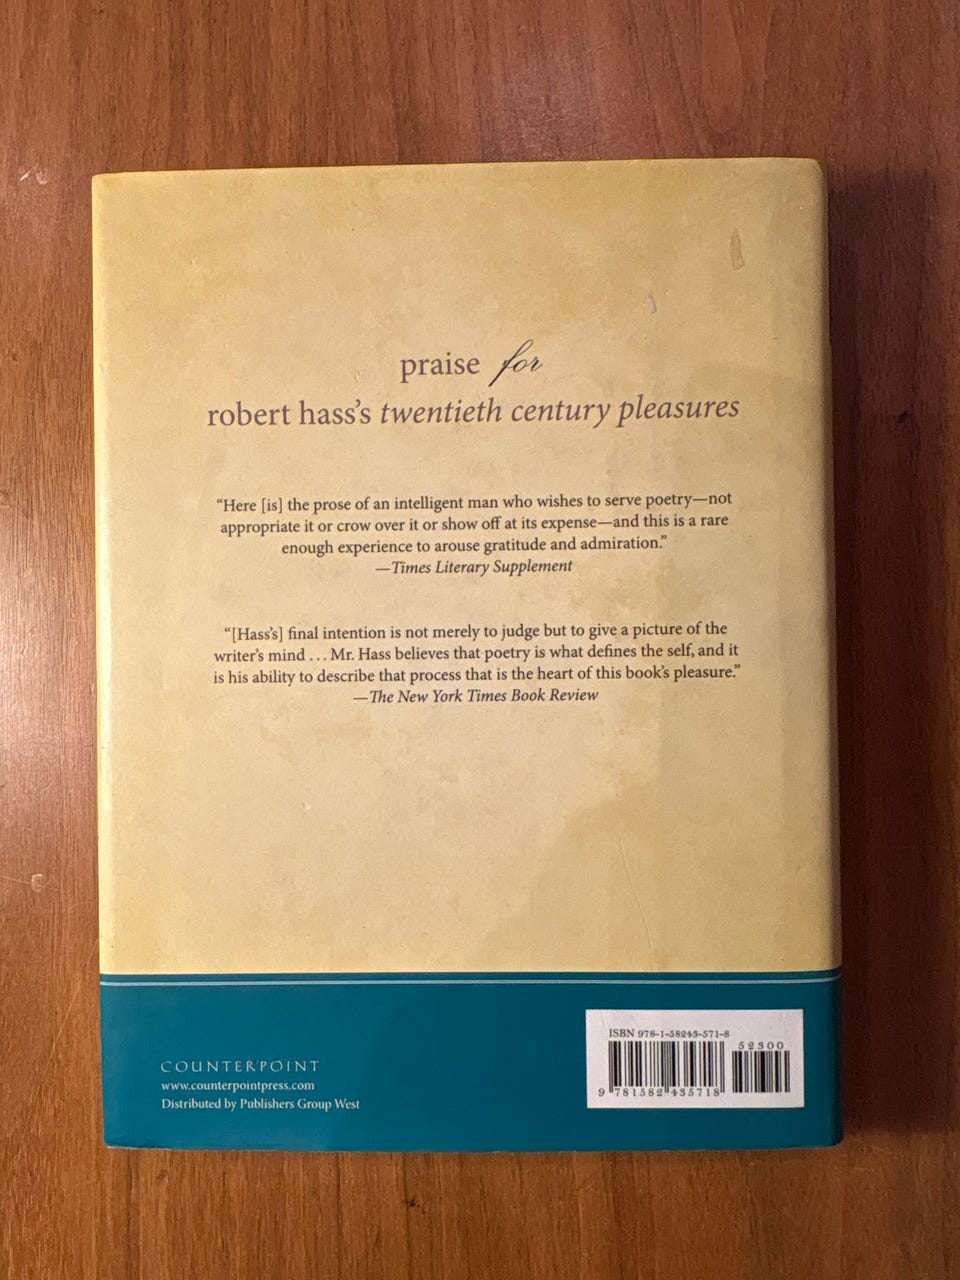 praise for
robert hass's twentieth century pleasures
“Here [is] the prose of an intelligent man who wishes to serve poetry—not
appropriate it or crow over it or show off at its expense—and this is a rare
enough experience to arouse gratitude and admiration.”
—Times Literary Supplement
“[Hass's] final intention is not merely to judge but to give a picture of the
writer's mind . . . Mr. Hass believes that poetry is what defines the self, and it
is his ability to describe that process that is the heart of this book's pleasure.”
—The New York Times Book Review
COUNTERPOINT
www.counterpointpress.com
Distributed by Publishers Group West
ISBN 978-1-58243-571-8
52300
9 781582 435718